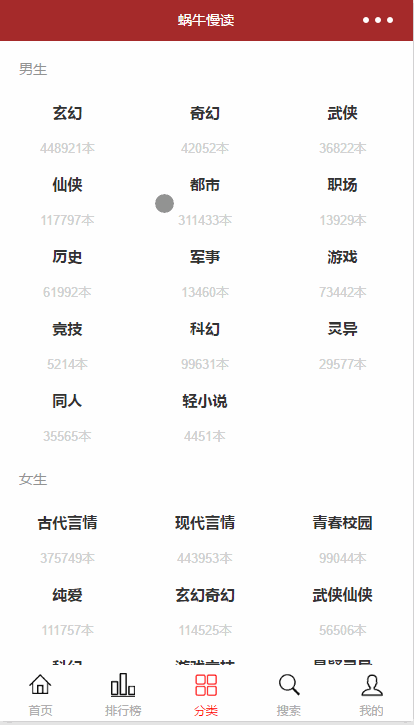 蜗牛慢读
男生
玄幻 奇幻 武侠
448921本 42052本 36822本
仙侠 都市 职场
117797本 311433本 13929本
历史 军事 游戏
61992本 13460本 73442本
竞技 科幻 灵异
5214本 99631本 29577本
同人 轻小说
35565本 4451本
女生
古代言情 现代言情 青春校园
375749本 443953本 99044本
纯爱 玄幻奇幻 武侠仙侠
111757本 114525本 56506本
科幻 游戏竞技 悬疑灵异
首页 排行榜 分类 搜索 我的